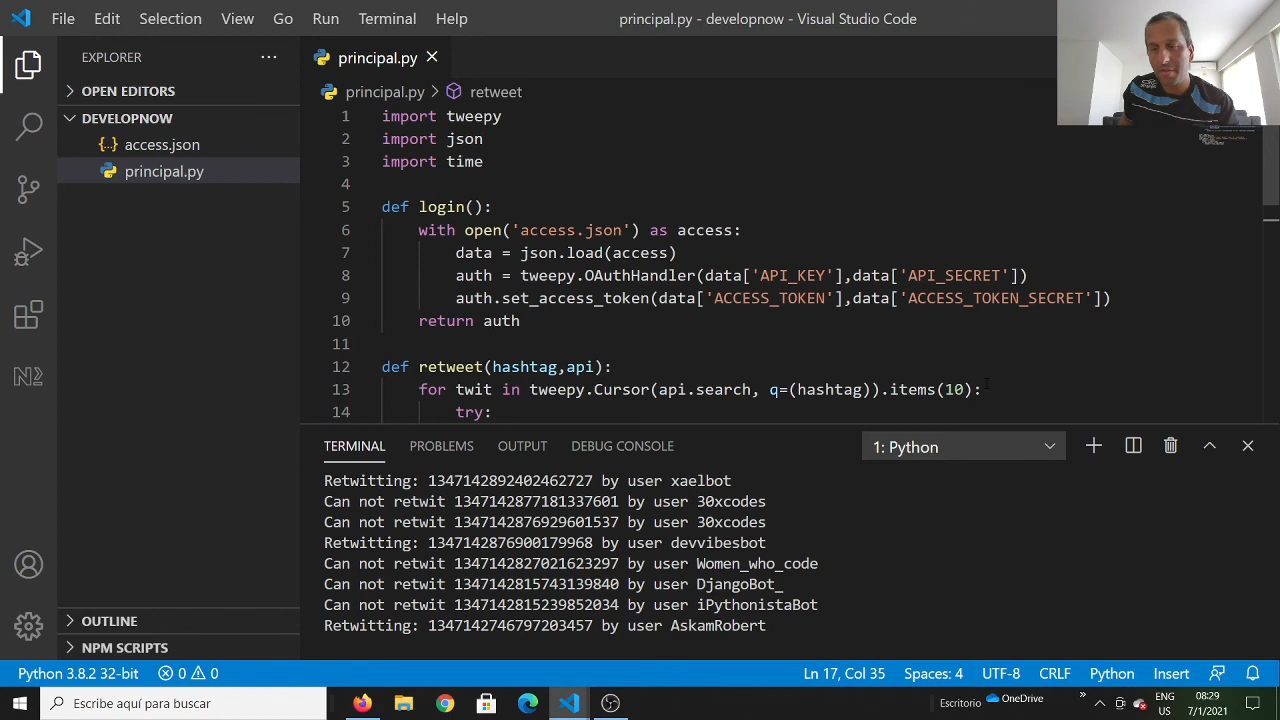 File Edit Selection View Go Run Terminal Help
principal.py - developnow - Visual Studio Code
EXPLORER
OPEN EDITORS
DEVELOPNOW
{..} access.json
principal.py
OUTLINE
NPM SCRIPTS
principal.py
principal.py > retweet
1 import tweepy
2 import json
3 import time
4
5 def login():
6 with open('access.json') as access:
7 data = json.load(access)
8 auth = tweepy.OAuthHandler(data['API_KEY'],data['API_SECRET'])
9 auth.set_access_token(data['ACCESS_TOKEN'],data['ACCESS_TOKEN_SECRET'])
10 return auth
11
12 def retweet(hashtag,api):
13 for twit in tweepy.Cursor(api.search, q=(hashtag)).items(10):
14 try:
TERMINAL PROBLEMS OUTPUT DEBUG CONSOLE 1: Python
Retwitting: 1347142892402462727 by user xaelbot
Can not retwit 1347142877181337601 by user 30xcodes
Can not retwit 1347142876929601537 by user 30xcodes
Retwitting: 1347142876900179968 by user devvibesbot
Can not retwit 1347142827021623297 by user Women_who_code
Can not retwit 1347142815743139840 by user DjangoBot_
Can not retwit 1347142815239852034 by user iPythonistaBot
Retwitting: 1347142746797203457 by user AskamRobert
Python 3.8.2 32-bit 0 0 Ln 17, Col 35 Spaces: 4 UTF-8 CRLF Python Insert
Escribe aquí para buscar
Escritorio OneDrive
ENG
US
08:29
7/1/2021